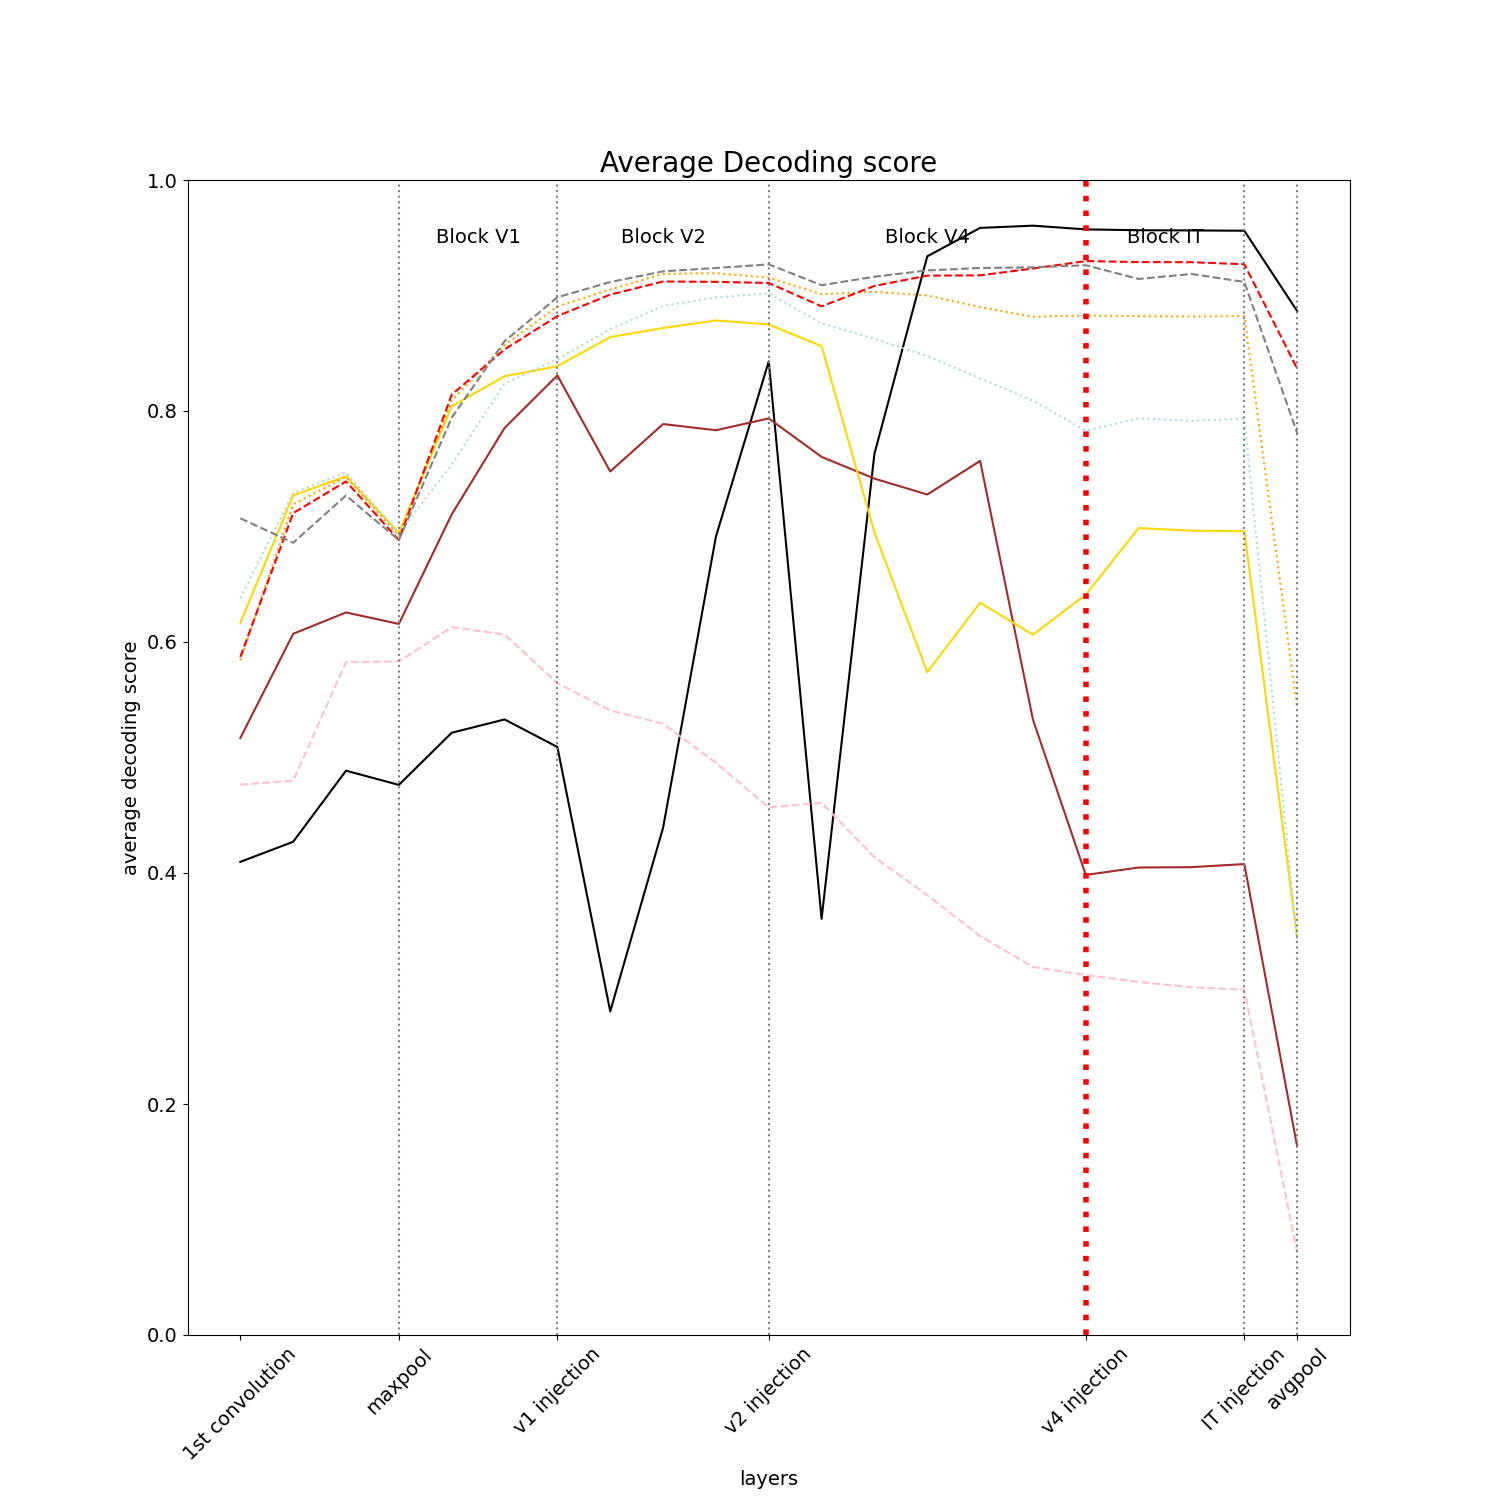 Average Decoding score
1.0
Block V1 Block V2 Block V4 Block IT
0.8
0.6
average decoding score
0.4
0.2
0.0
1st convolution
maxpool
v1 injection
v2 injection
v4 injection
IT injection
avgpool
layers